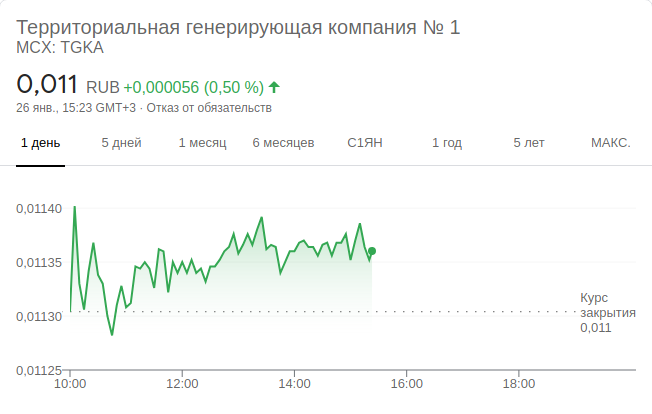 Территориальная генерирующая компания № 1
MCX: TGKA
0,011 RUB +0,000056 (0,50 %)
26 янв., 15:23 GMT+3 · Отказ от обязательств
1 день 5 дней 1 месяц 6 месяцев С1ЯН 1 год 5 лет МАКС.
0,01140
0,01135
0,01130
0,01125
Курс
закрытия
0,011
10:00 12:00 14:00 16:00 18:00